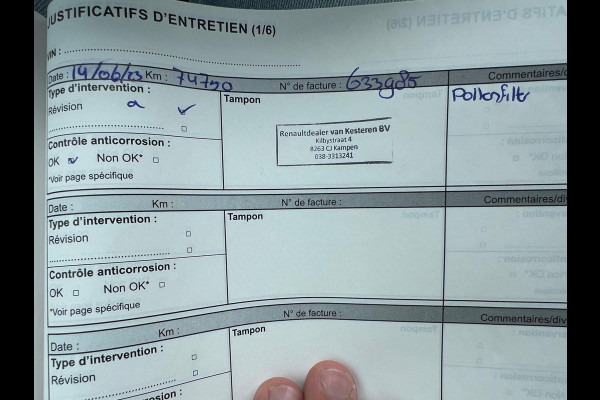 JUSTIFICATIFS D'ENTRETIEN (1/6)
VIN :
Date : 14/06/23 Km : 74790 N° de facture : 633985 Commentaires/
Type d'intervention : Tampon Pollenfilter
Révision a ✓
Renaultdealer van Kesteren BV
Kilbystraat 4
8263 CJ Kampen
038-3313241
Contrôle anticorrosion :
OK ✓ Non OK*
*Voir page spécifique
Date : Km : N° de facture : Commentaires/div
Type d'intervention : Tampon
Révision
Contrôle anticorrosion :
OK Non OK*
*Voir page spécifique
Date : Km : N° de facture : Commentaires/div
Type d'intervention : Tampon
Révision